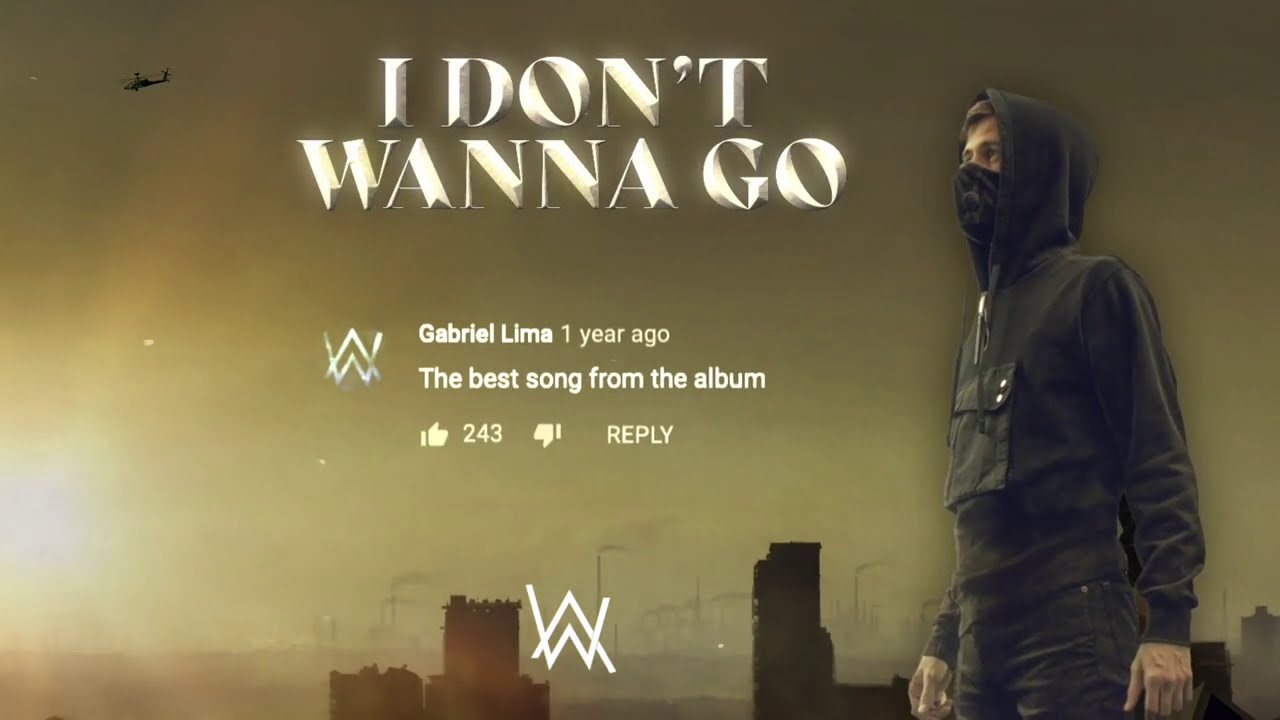 I DON'T
WANNA GO
Gabriel Lima 1 year ago
The best song from the album
243 REPLY